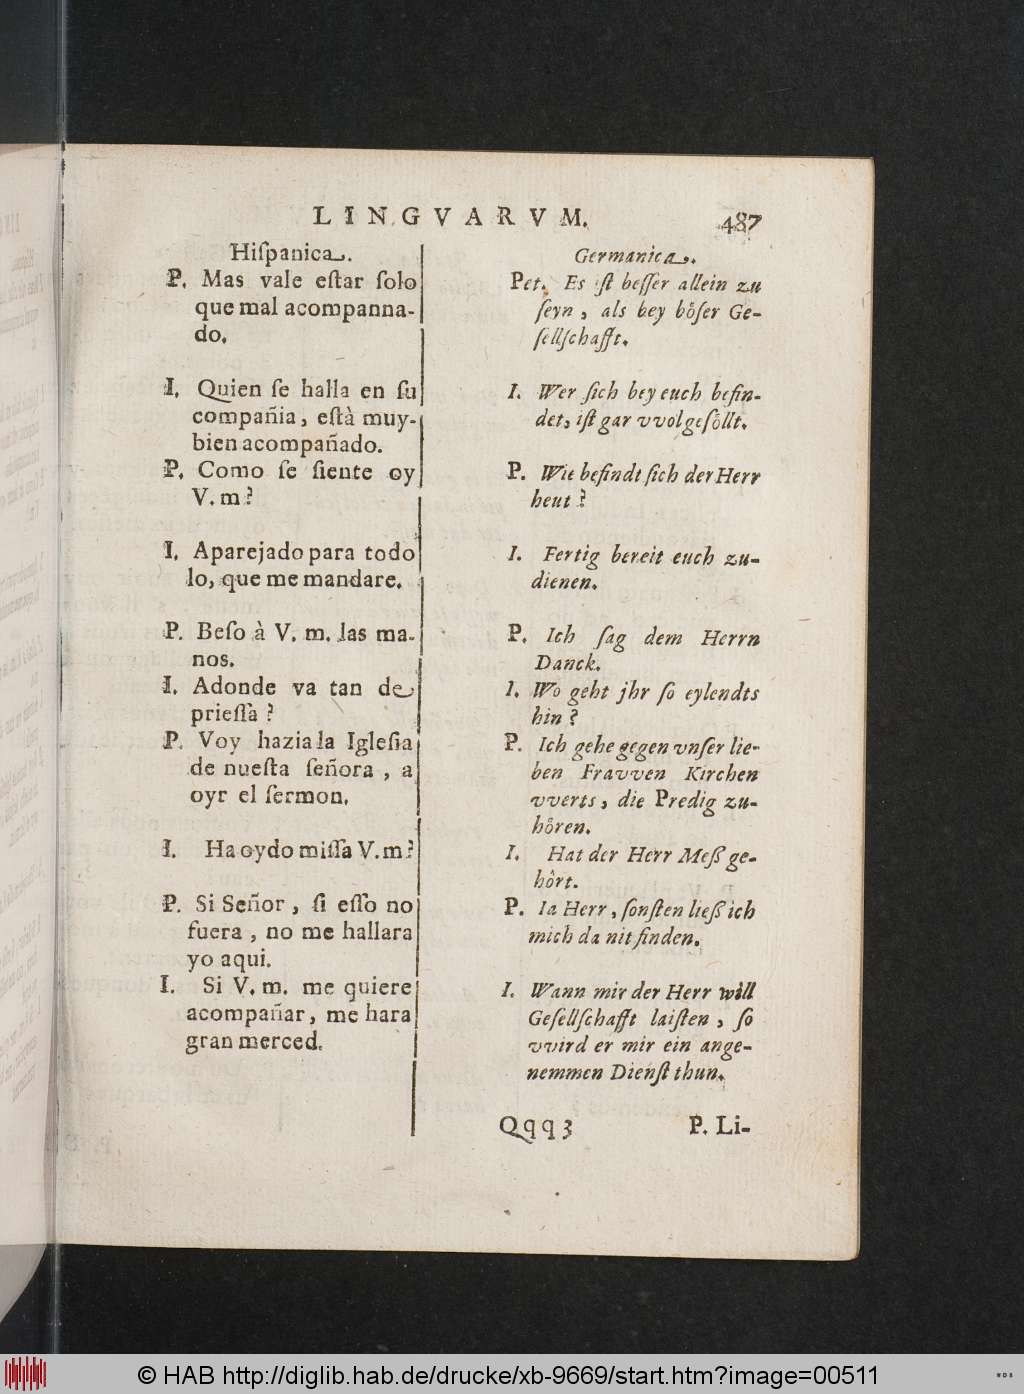 LINGVARVM. 487
Hiſpanica.
P. Mas vale eſtar ſolo
que mal acompanna-
do.
I. Quien ſe halla en ſu
compañia, eſtà muy-
bien acompañado.
P. Como ſe ſiente oy
V. m?
I. Aparejado para todo
lo, que me mandare.
P. Beſo à V. m. las ma-
nos.
I. Adonde va tan de
prieſſa?
P. Voy hazia la Igleſia
de nueſta ſeñora, a
oyr el ſermon.
I. Ha oydo miſſa V. m?
P. Si Señor, ſi eſſo no
fuera, no me hallara
yo aqui.
I. Si V. m. me quiere
acompañar, me hara
gran merced.
Germanica.
Pet. Es iſt beſſer allein zu
ſeyn, als bey böſer Ge-
ſellſchafft.
I. Wer ſich bey euch befin-
det, iſt gar vvol geſöllt.
P. Wie befindt ſich der Herr
heut?
I. Fertig bereit euch zu-
dienen.
P. Ich ſag dem Herrn
Danck.
I. Wo geht jhr ſo eylendts
hin?
P. Ich gehe gegen vnſer lie-
ben Fravven Kirchen
vverts, die Predig zu-
hören.
I. Hat der Herr Meß ge-
hört.
P. Ia Herr, ſonſten ließ ich
mich da nit finden.
I. Wann mir der Herr will
Geſellſchafft laiſten, ſo
vvird er mir ein ange-
nemmen Dienſt thun.
Qqq 3 P. Li-
© HAB http://diglib.hab.de/drucke/xb-9669/start.htm?image=00511